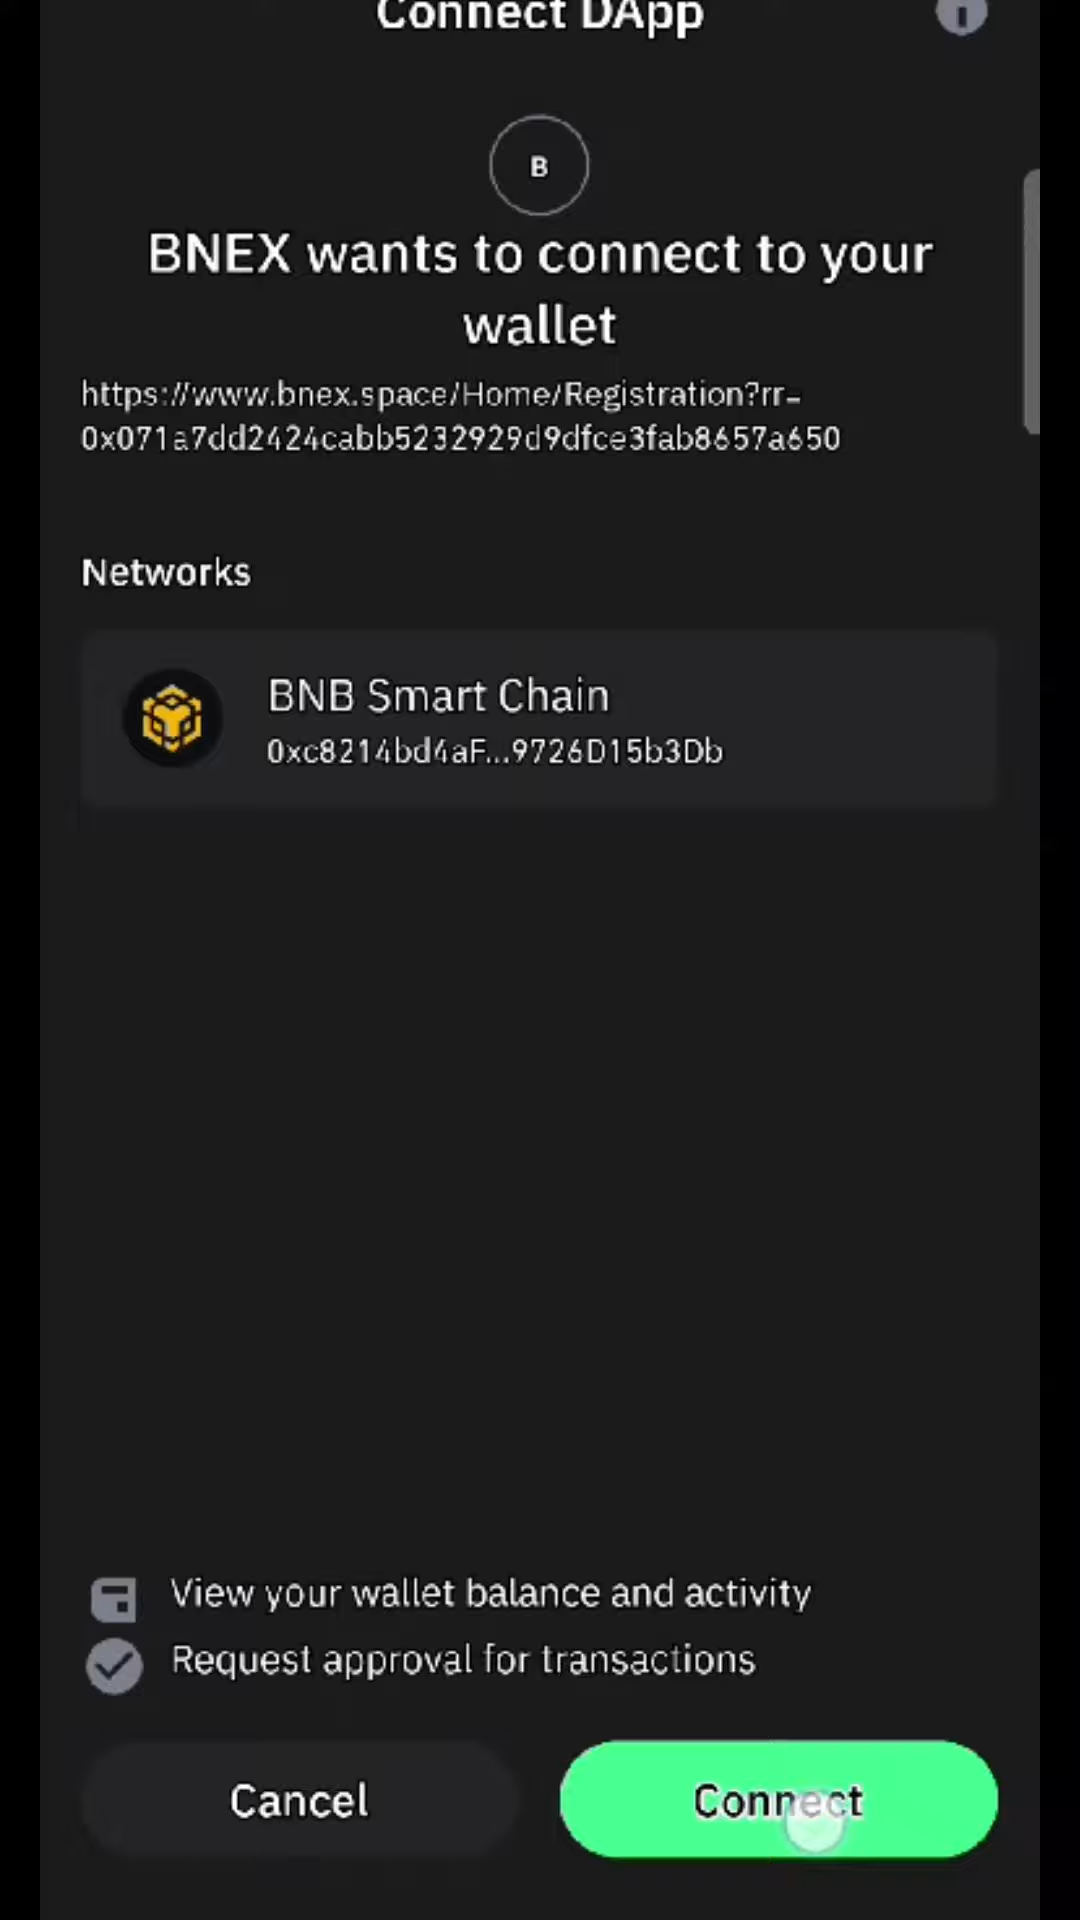 Connect DApp
B
BNEX wants to connect to your
wallet
https://www.bnex.space/Home/Registration?rr=
0x071a7dd2424cabb5232929d9dfce3fab8657a650
Networks
BNB Smart Chain
0xc8214bd4aF...9726D15b3Db
View your wallet balance and activity
Request approval for transactions
Cancel
Connect